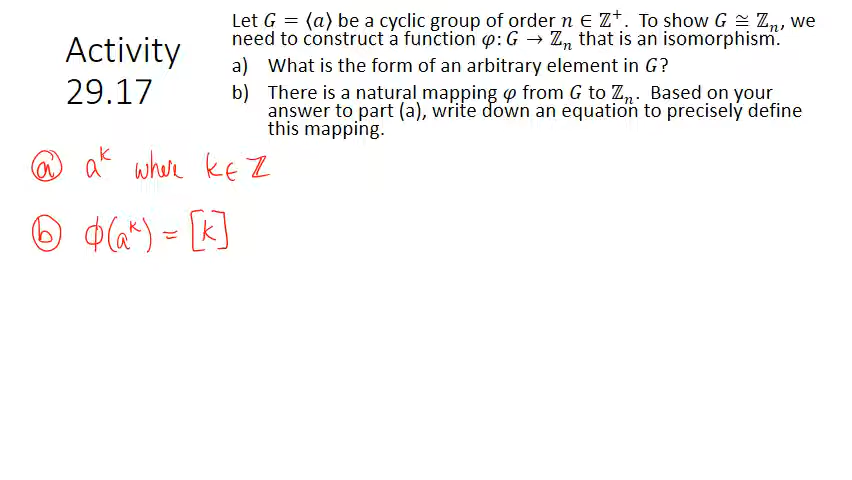 Activity
29.17
Let G = ⟨a⟩ be a cyclic group of order n ∈ ℤ⁺. To show G ≅ ℤₙ, we
need to construct a function φ: G → ℤₙ that is an isomorphism.
a) What is the form of an arbitrary element in G?
b) There is a natural mapping φ from G to ℤₙ. Based on your
answer to part (a), write down an equation to precisely define
this mapping.
ⓐ aᵏ where k ∈ ℤ
ⓑ ϕ(aᵏ) = [k]